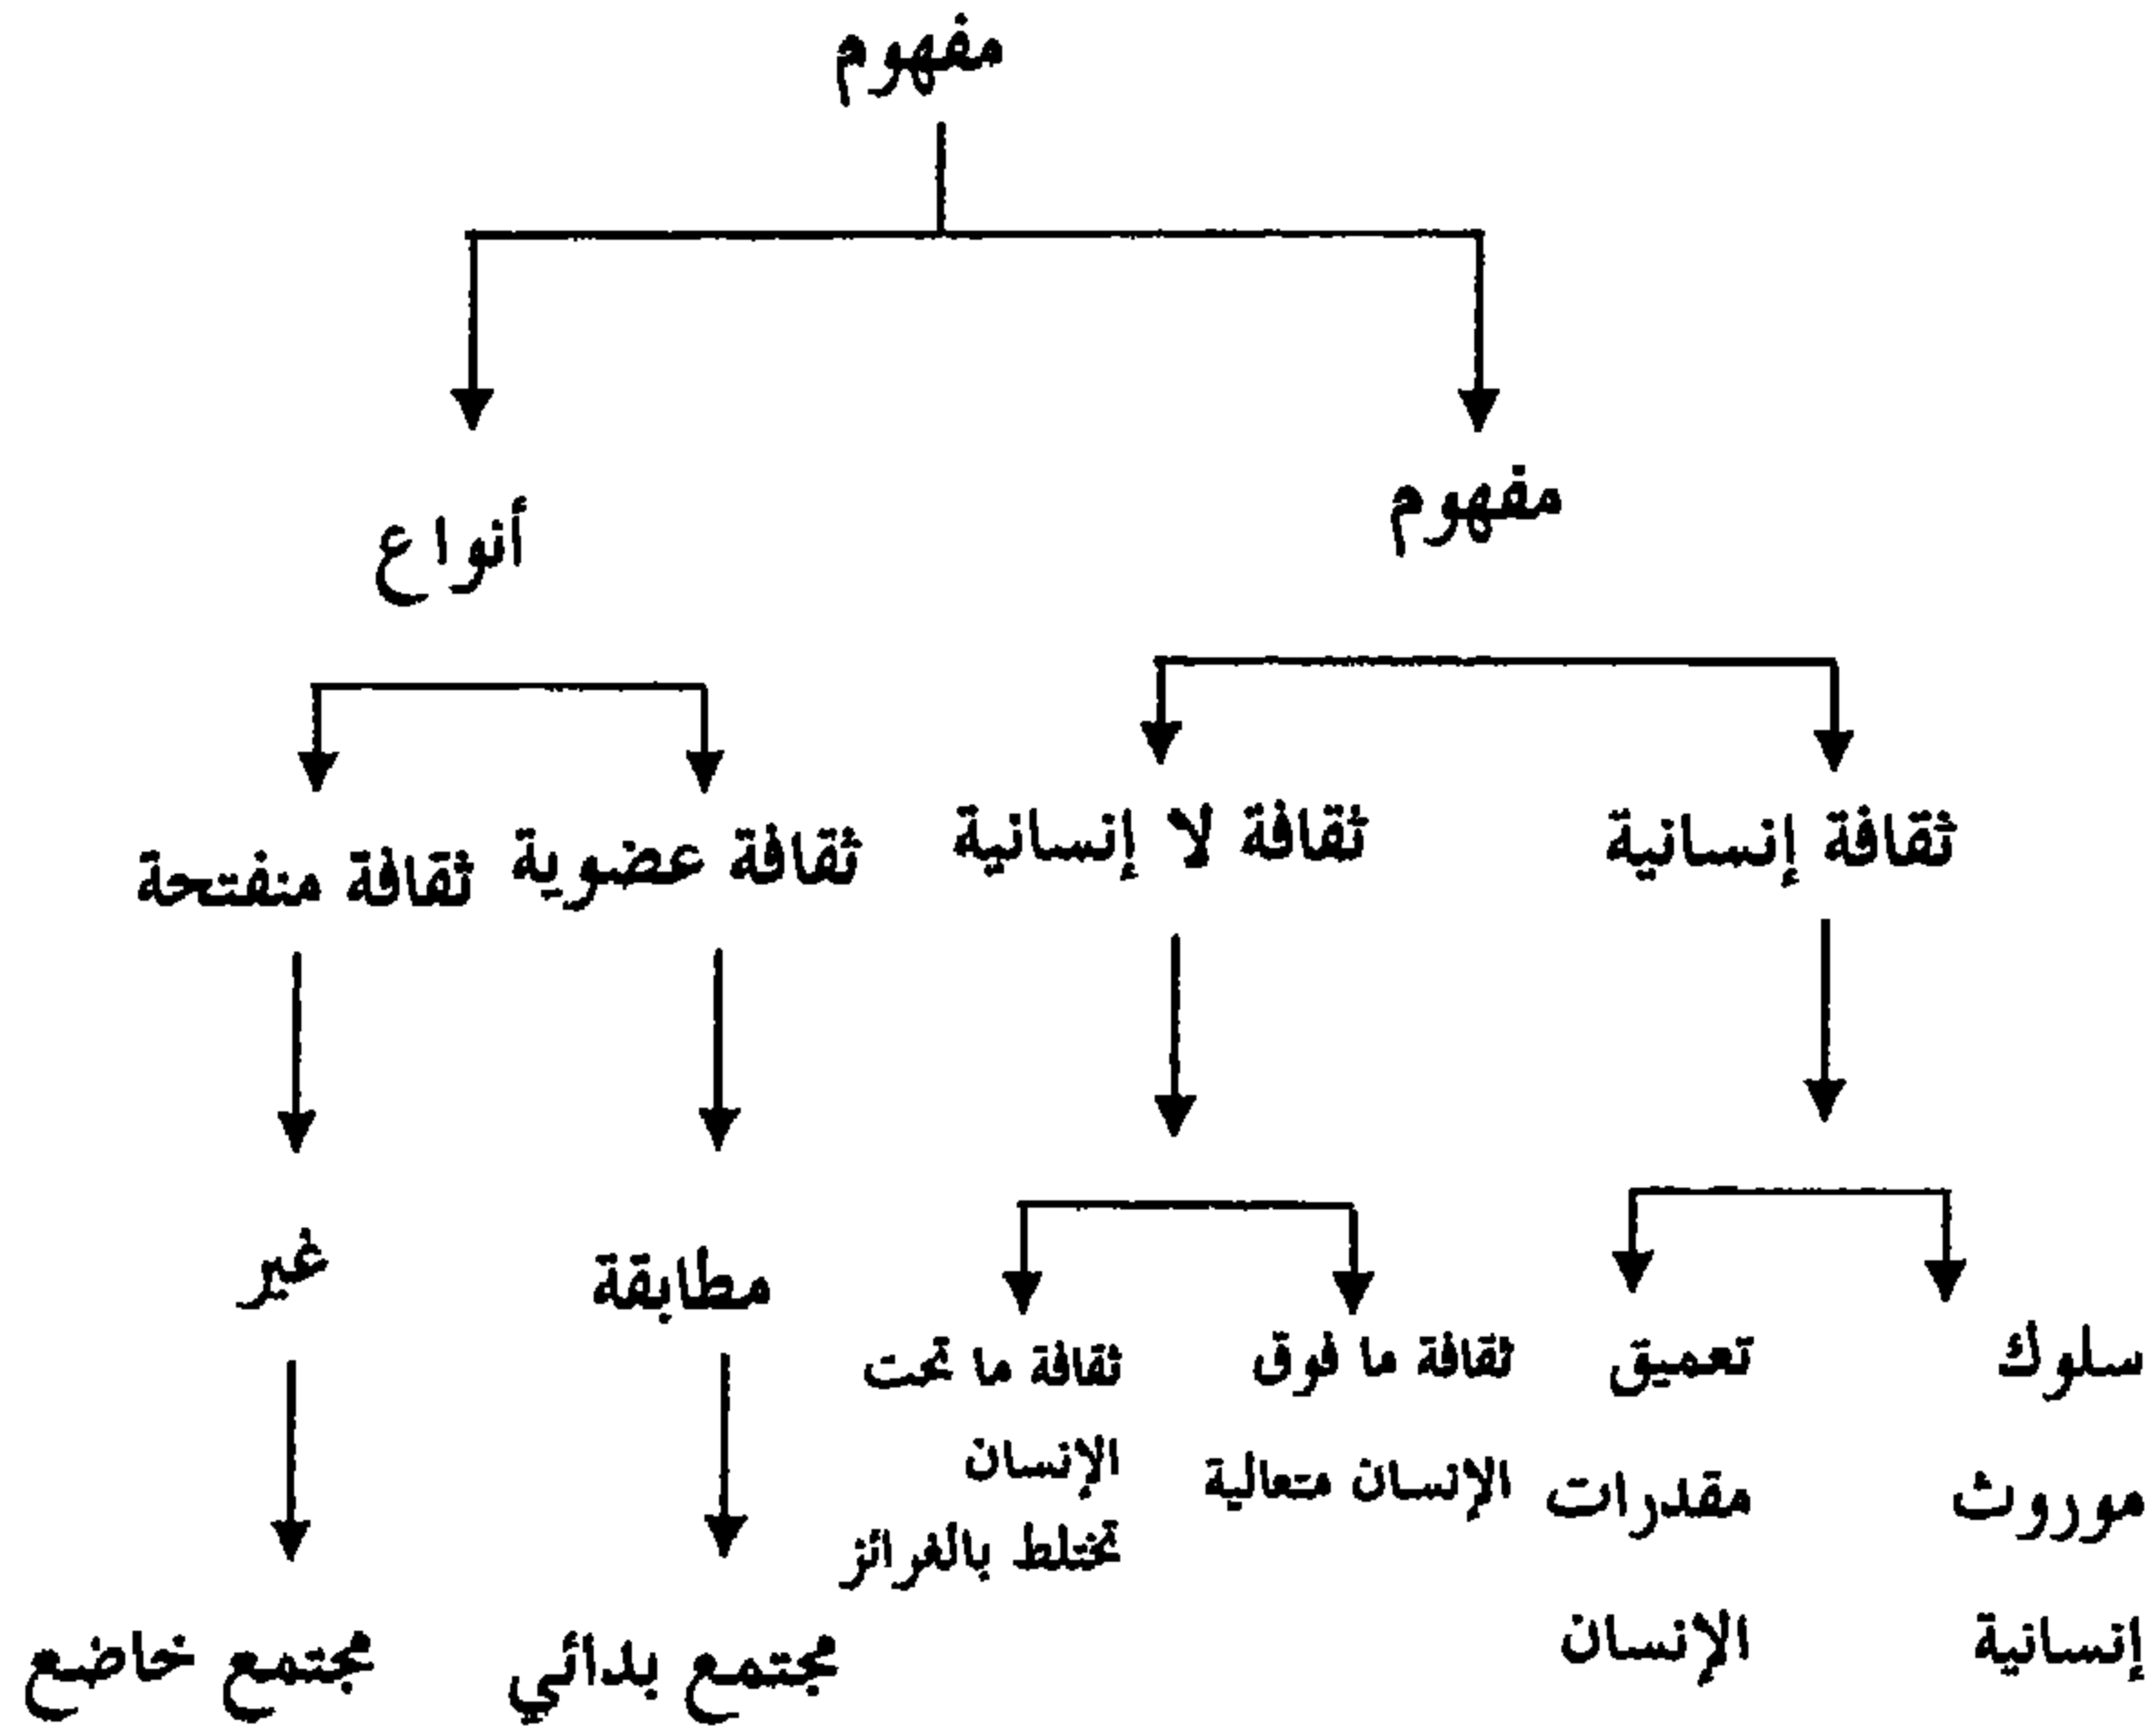 مفهوم
مفهوم
أنواع
ثقافة إنسانية
ثقافة لا إنسانية
ثقافة عضوية
ثقافة منفتحة
سلوك
موروث
إنسانية
تعميق
مقدرات
الإنسان
ثقافة ما فوق
الإنسان متعالية
ثقافة ما تحت
الإنسان
تختلط بالغرائز
مطابقة
مجتمع بدائي
غير
مجتمع خاضع